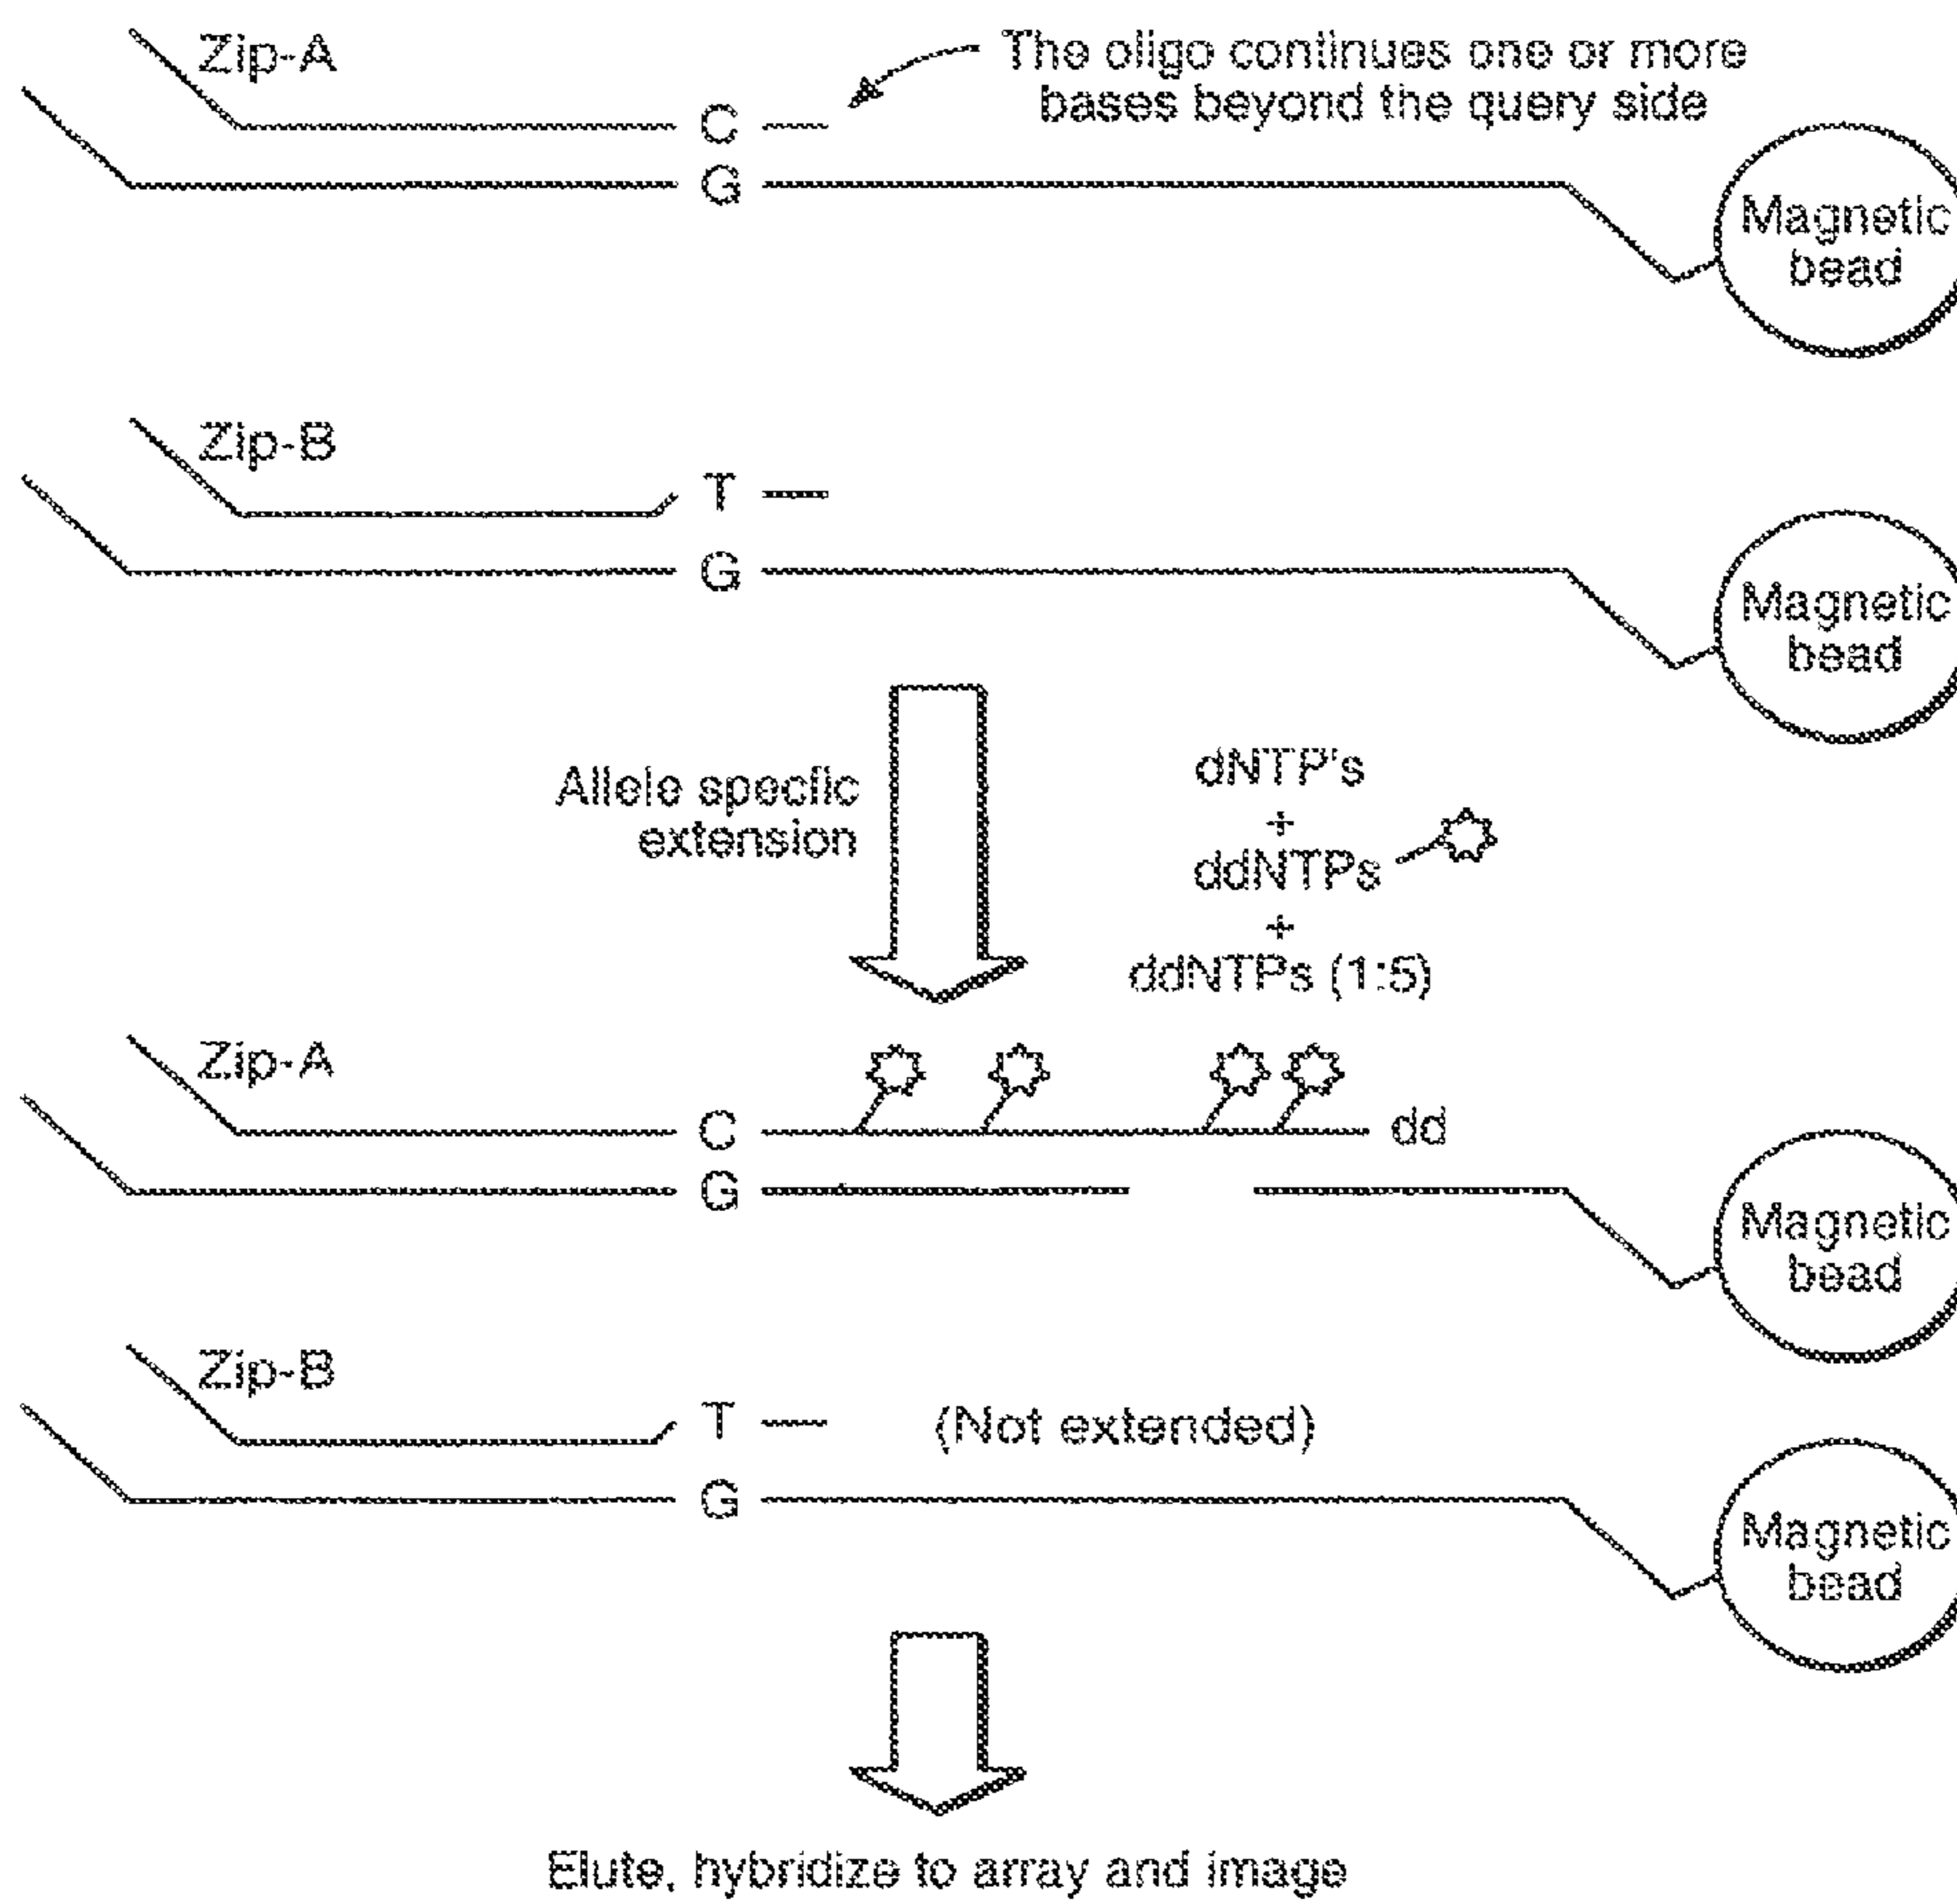 Zip-A
The oligo continues one or more
bases beyond the query side
C
G
Magnetic
bead
Zip-B
T
G
Magnetic
bead
Allele specfic
extension
dNTP's
+
ddNTPs
+
ddNTPs (1:5)
Zip-A
C
dd
G
Magnetic
bead
Zip-B
T (Not extended)
G
Magnetic
bead
Elute, hybridize to array and image